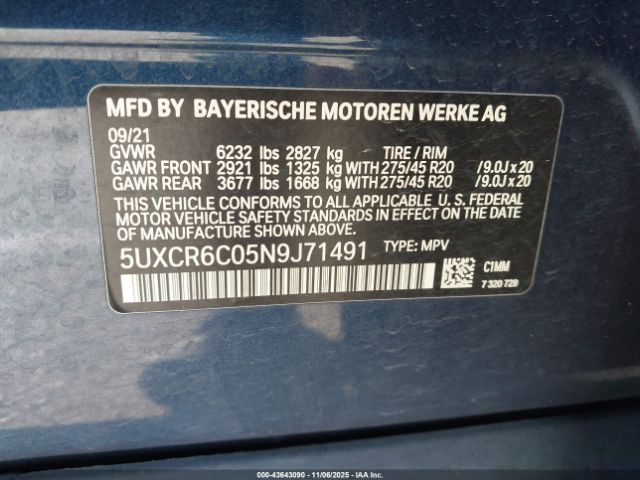 MFD BY BAYERISCHE MOTOREN WERKE AG
09/21
GVWR 6232 lbs 2827 kg TIRE / RIM
GAWR FRONT 2921 lbs 1325 kg WITH 275/45 R20 / 9.0J x 20
GAWR REAR 3677 lbs 1668 kg WITH 275/45 R20 / 9.0J x 20
THIS VEHICLE CONFORMS TO ALL APPLICABLE U. S. FEDERAL
MOTOR VEHICLE SAFETY STANDARDS IN EFFECT ON THE DATE
OF MANUFACTURE SHOWN ABOVE.
5UXCR6C05N9J71491 TYPE: MPV
C1MM
7 320 729
000-43643090 - 11/06/2025 - IAAI.COM